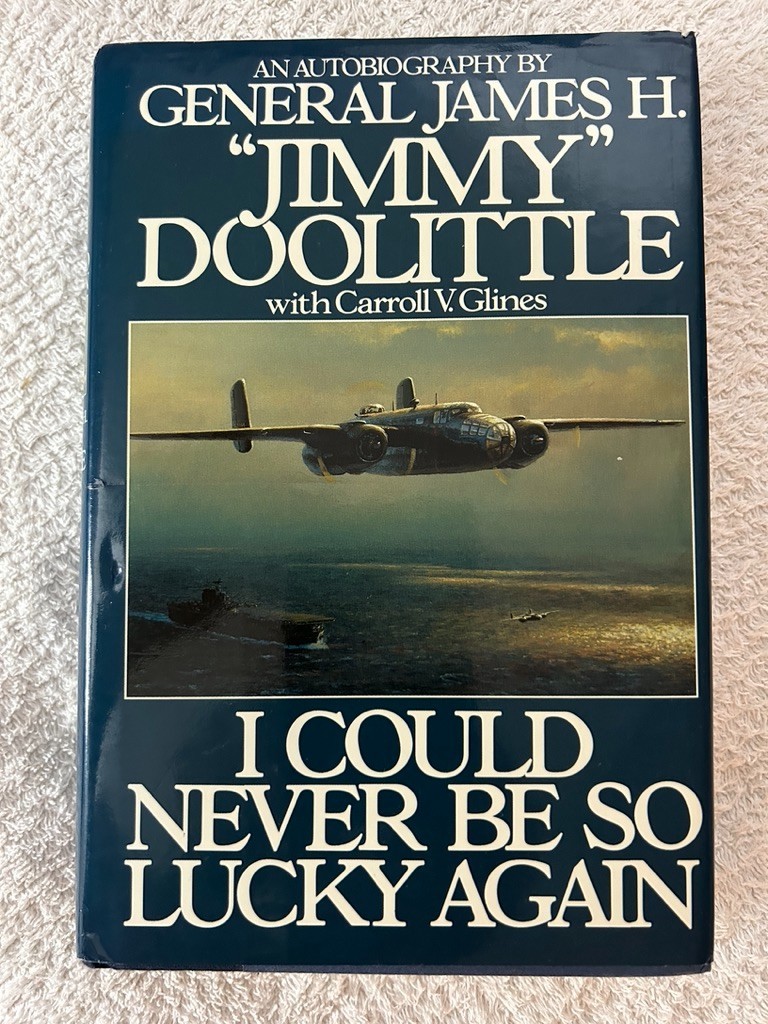 AN AUTOBIOGRAPHY BY
GENERAL JAMES H.
“JIMMY”
DOOLITTLE
with Carroll V. Glines
I COULD
NEVER BE SO
LUCKY AGAIN